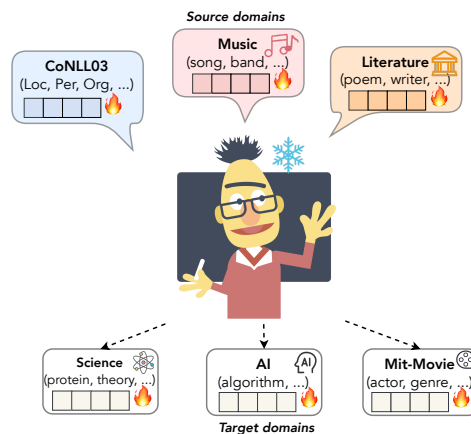 Source domains
CoNLL03
(Loc, Per, Org, ...)
Music
(song, band, ...)
Literature
(poem, writer, ...)
Science
(protein, theory, ...)
AI
(algorithm, ...)
AI
Mit-Movie
(actor, genre, ...)
Target domains